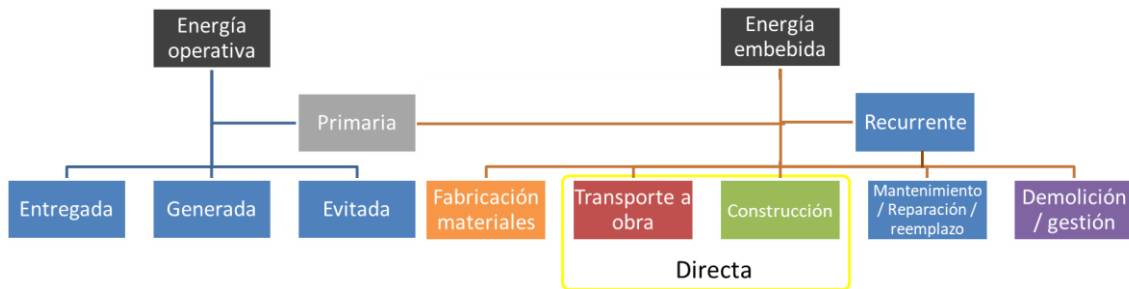 Energía
operativa
Energía
embebida
Primaria
Recurrente
Entregada
Generada
Evitada
Fabricación
materiales
Transporte a
obra
Construcción
Mantenimiento
/ Reparación /
reemplazo
Demolición
/ gestión
Directa